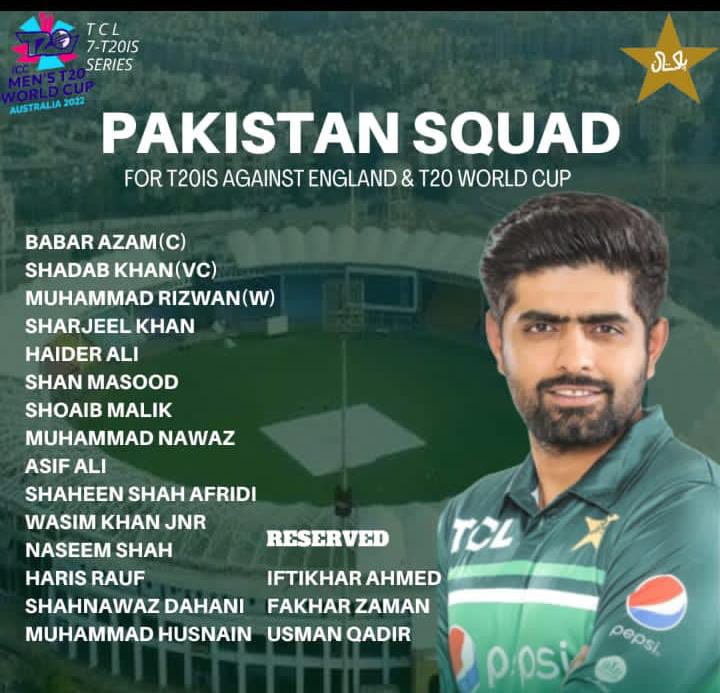 TCL
7-T20IS
SERIES
T20
ICC
MEN'S T20
WORLD CUP
AUSTRALIA 2022
PAKISTAN SQUAD
FOR T20IS AGAINST ENGLAND & T20 WORLD CUP
BABAR AZAM(C)
SHADAB KHAN(VC)
MUHAMMAD RIZWAN(W)
SHARJEEL KHAN
HAIDER ALI
SHAN MASOOD
SHOAIB MALIK
MUHAMMAD NAWAZ
ASIF ALI
SHAHEEN SHAH AFRIDI
WASIM KHAN JNR
NASEEM SHAH
HARIS RAUF
SHAHNAWAZ DAHANI
MUHAMMAD HUSNAIN
RESERVED
IFTIKHAR AHMED
FAKHAR ZAMAN
USMAN QADIR
TCL
pepsi